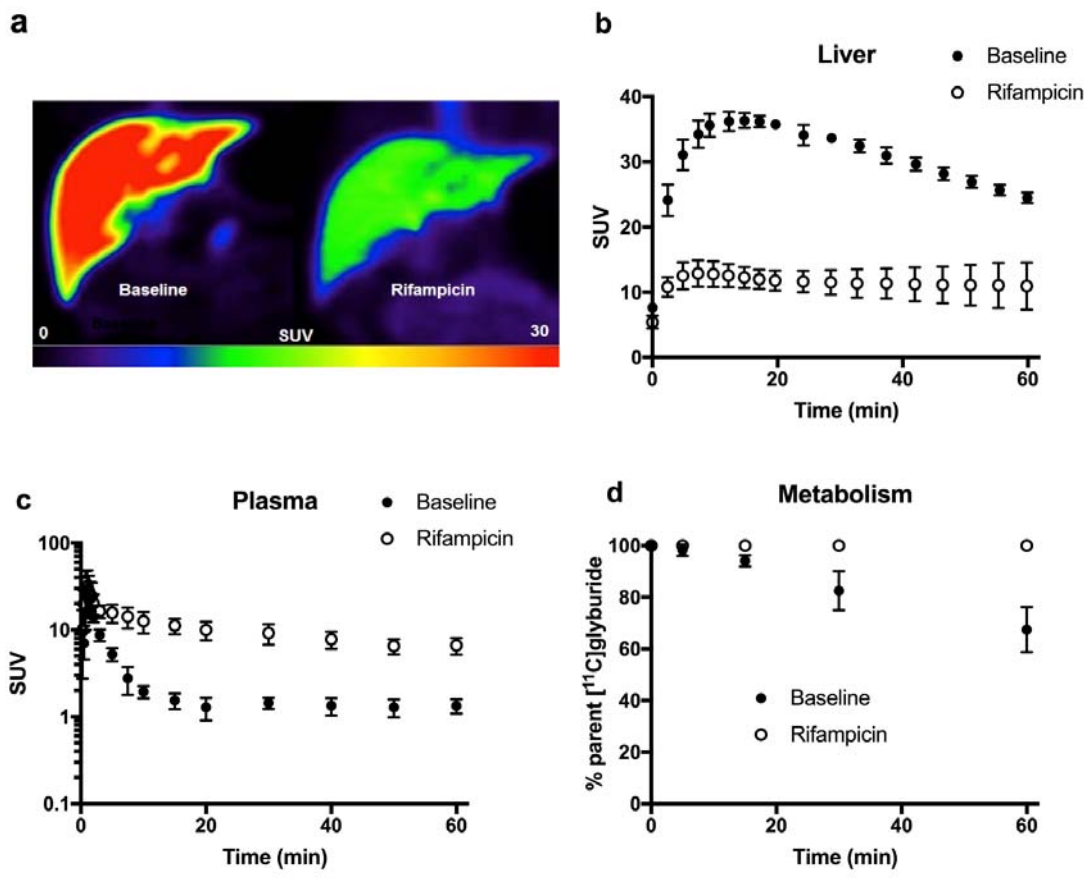 a
Baseline
Rifampicin
0
SUV
30
b
Liver
Baseline
Rifampicin
40
30
20
10
0
SUV
0
20
40
60
Time (min)
c
Plasma
Baseline
Rifampicin
100
10
1
0.1
SUV
0
20
40
60
Time (min)
d
Metabolism
100
80
60
40
20
0
% parent [¹¹C]glyburide
Baseline
Rifampicin
0
20
40
60
Time (min)